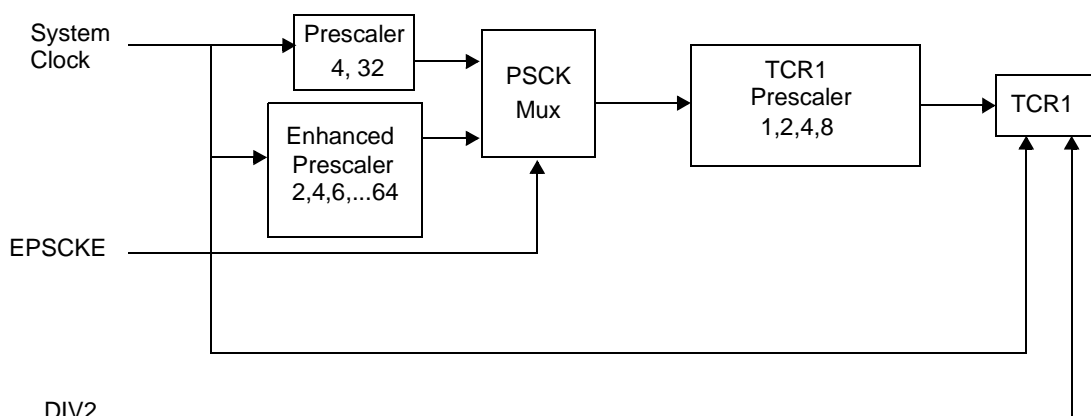 System
Clock
Prescaler
4, 32
PSCK
Mux
TCR1
Prescaler
1,2,4,8
TCR1
Enhanced
Prescaler
2,4,6,...64
EPSCKE
DIV2